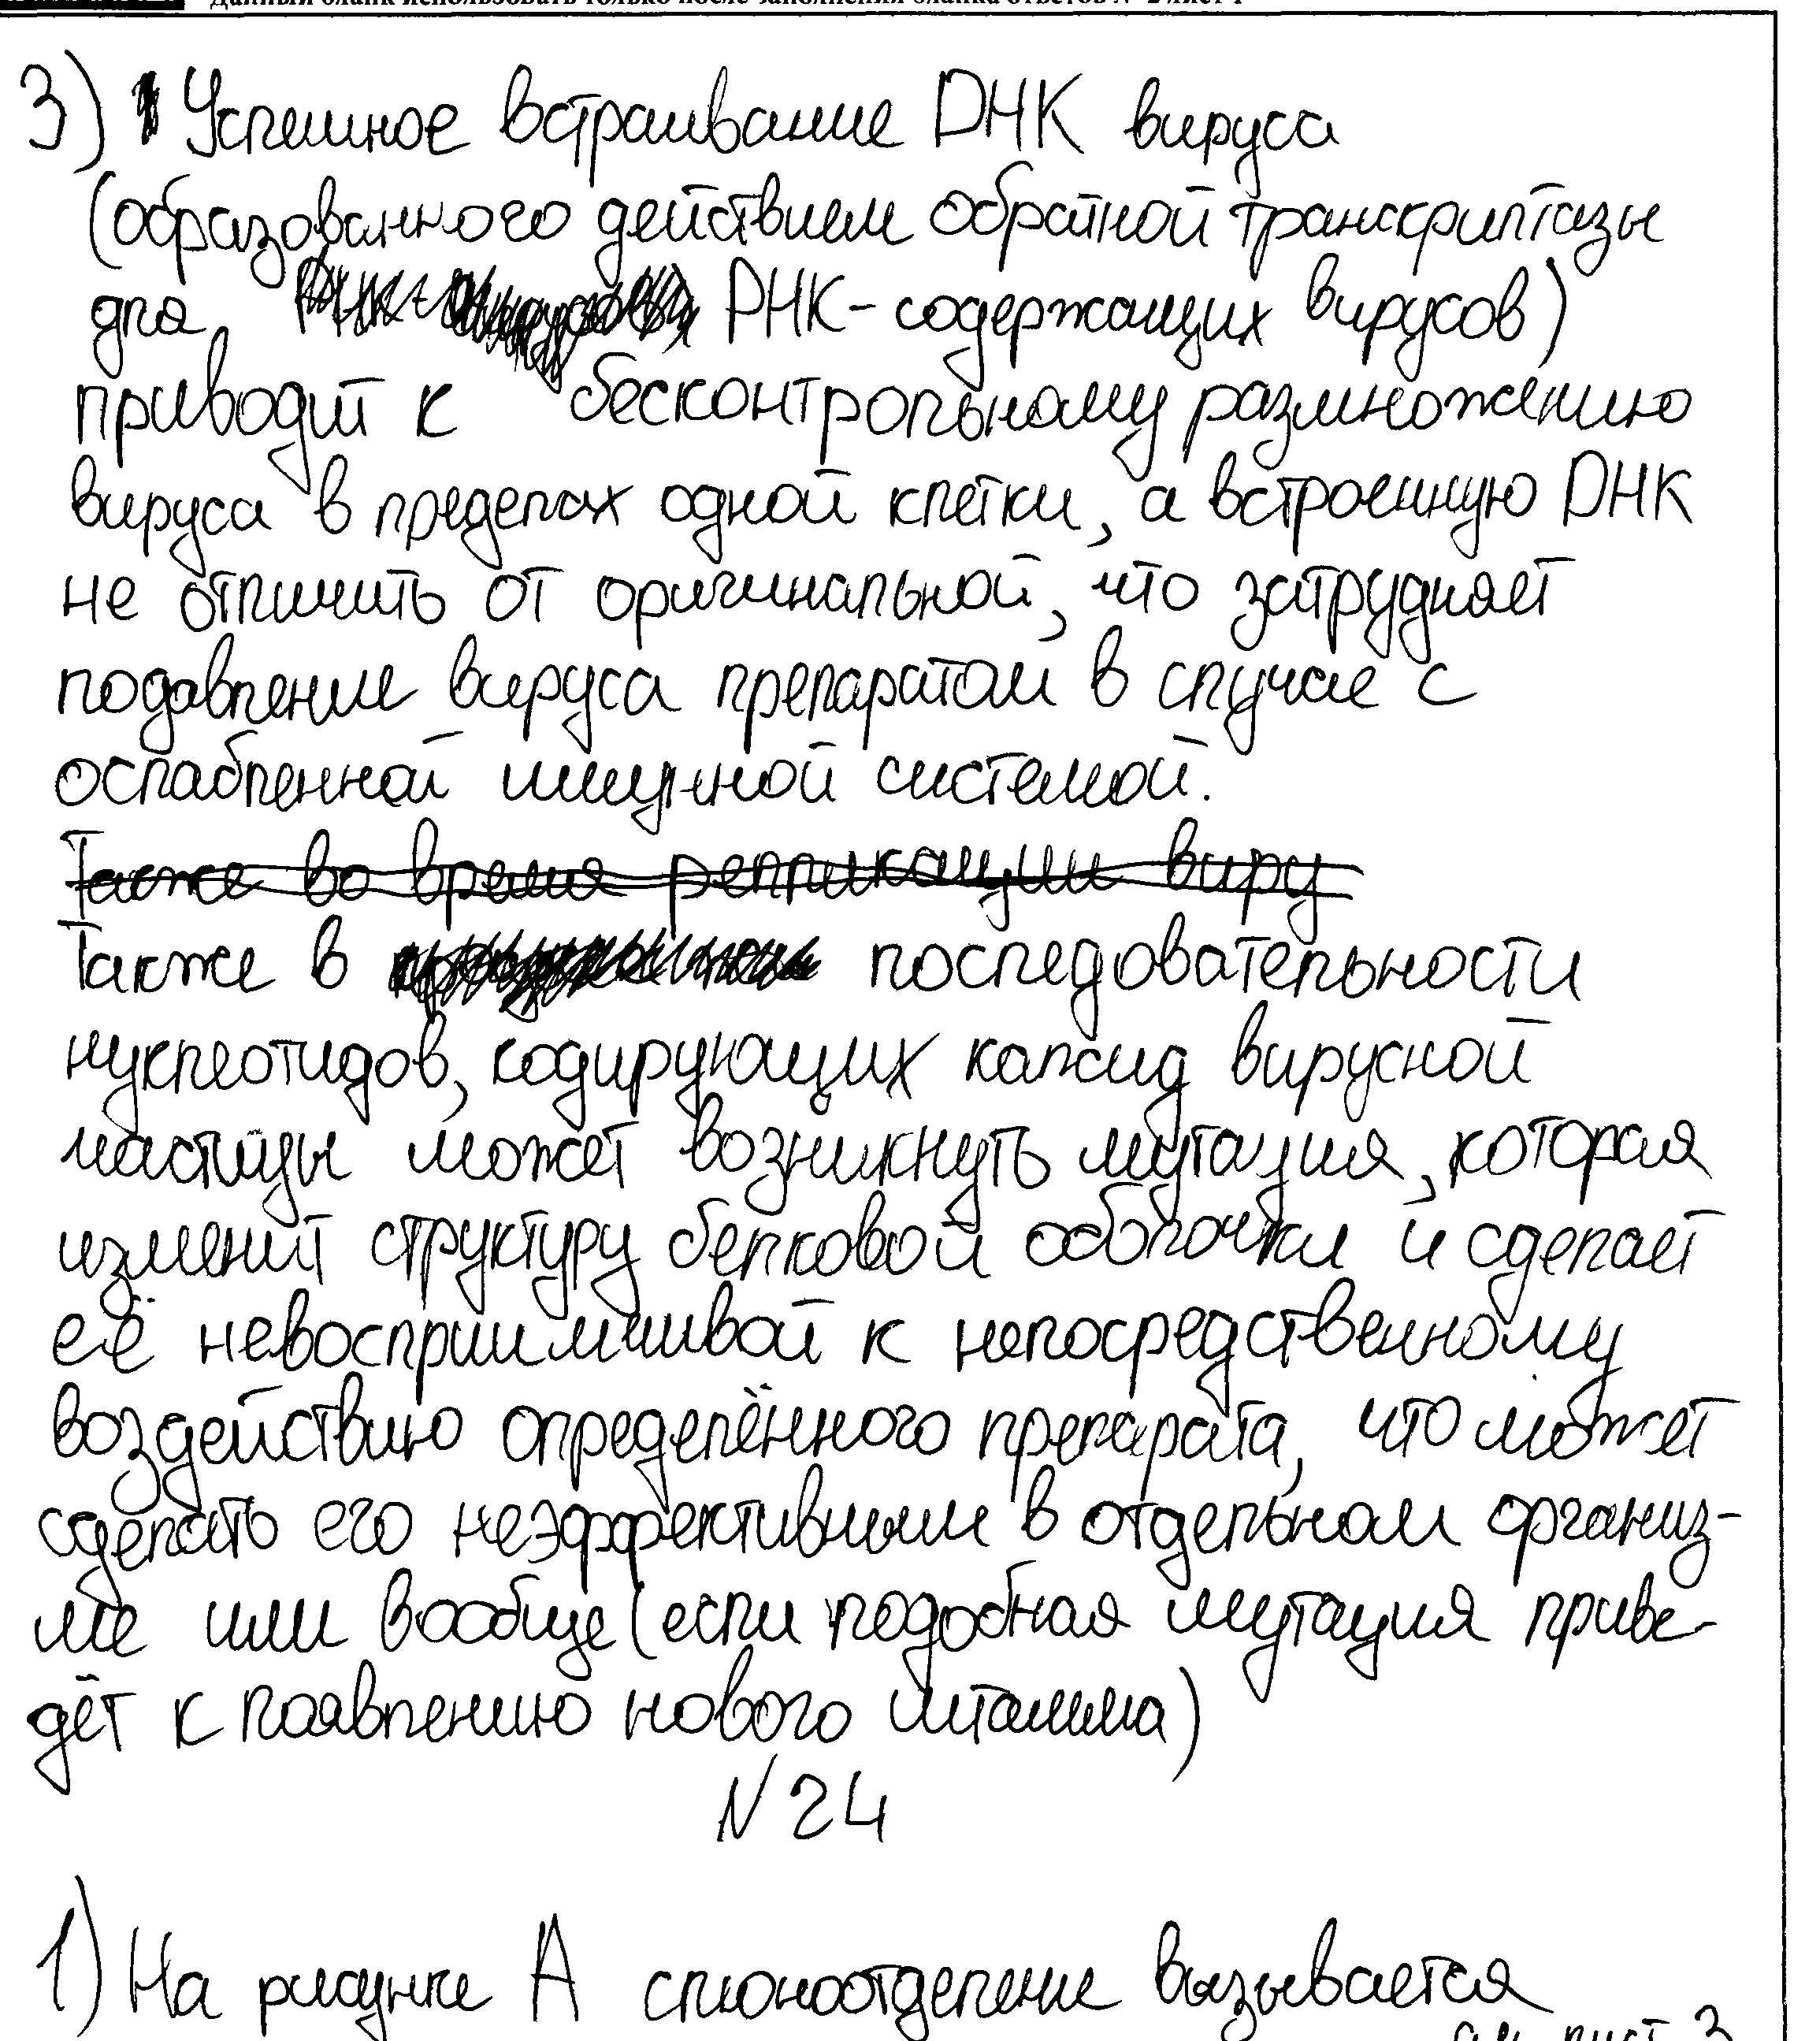 Данный бланк использовать только после заполнения бланка ответов № 2 лист 1
3) Успешное встраивание ДНК вируса
(образованного действием обратной транскриптазы
для РНК-содержащих вирусов)
приводит к бесконтрольному размножению
вируса в пределах одной клетки, а встроенную ДНК
не отличить от оригинальной, что затрудняет
подавление вируса препаратом в случае с
ослабленной иммунной системой.
Также во время репликации виру
Также в последовательности
нуклеотидов, кодирующих капсид вирусной
частицы может возникнуть мутация, которая
изменит структуру белковой оболочки и сделает
её невосприимчивой к непосредственному
воздействию определённого препарата, что может
сделать его неэффективным в отдельном организ-
ме или вообще (если подобная мутация приве-
дёт к появлению нового штамма)
№ 24
1) На рисунке А слюноотделение вызывается
лист 3